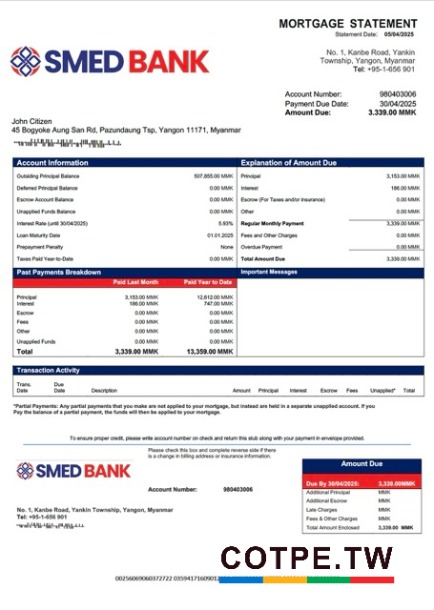 MORTGAGE STATEMENT
Statement Date: 05/04/2025
SMED BANK
No. 1, Kanbe Road, Yankin
Township, Yangon, Myanmar
Tel: +95-1-656 901
Account Number: 980403006
Payment Due Date: 30/04/2025
Amount Due: 3.339.00 MMK
John Citizen
45 Bogyoke Aung San Rd, Pazundaung Tsp, Yangon 11171, Myanmar
Account Information
Outsiding Principal Balance 507,855.00 MMK
Deferred Principal Balance 0.00 MMK
Escrow Account Balance 0.00 MMK
Unapplied Funds Balance 0.00 MMK
Interest Rate (until 30/04/2025) 5.93%
Loan Maturity Date 01.01.2025
Prepayment Penalty None
Taxes Paid Year-to-Date 0.00 MMK
Explanation of Amount Due
Principal 3,153.00 MMK
Interest 186.00 MMK
Escrow (For Taxes and/or Insurance) 0.00 MMK
Other 0.00 MMK
Regular Monthly Payment 3,339.00 MMK
Fees and Other Charges 0.00 MMK
Overdue Payment 0.00 MMK
Total Amount Due 3,339.00 MMK
Past Payments Breakdown
Paid Last Month Paid Year to Date
Principal 3,153.00 MMK 12,612.00 MMK
Interest 186.00 MMK 747.00 MMK
Escrow 0.00 MMK 0.00 MMK
Fees 0.00 MMK 0.00 MMK
Other 0.00 MMK 0.00 MMK
Unapplied Funds 0.00 MMK 0.00 MMK
Total 3,339.00 MMK 13,359.00 MMK
Important Messages
Transaction Activity
Trans. Date Due Date Description Amount Principal Interest Escrow Fees Unapplied* Total
*Partial Payments: Any partial payments that you make are not applied to your mortgage, but instead are held in a separate unapplied account. If you
Pay the balance of a partial payment, the funds will then be applied to your mortgage.
To ensure proper credit, please write account number on check and return this stub along with your payment in envelope provided.
Please check this box and complete reverse side if there
is a change in billing address or insurance information.
SMED BANK
Account Number: 980403006
No. 1, Kanbe Road, Yankin Township, Yangon, Myanmar
Tel: +95-1-656 901
Amount Due
Due By 30/04/2025: 3,339.00MMK
Additional Principal MMK
Additional Escrow MMK
Late Charges MMK
Fees & Other Charges MMK
Total Amount Enclosed 3,339.00 MMK
COTPE.TW